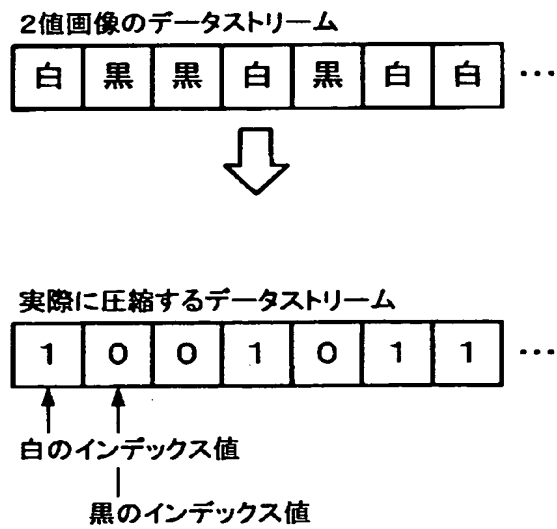 2値画像のデータストリーム
白 黒 黒 白 黒 白 白 …
実際に圧縮するデータストリーム
1 0 0 1 0 1 1 …
白のインデックス値
黒のインデックス値